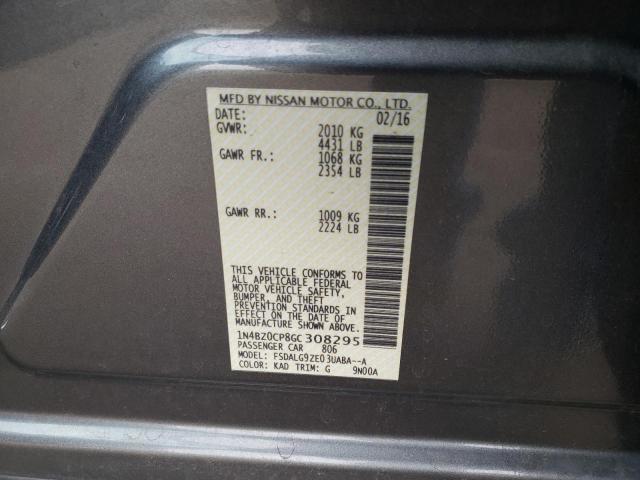 MFD BY NISSAN MOTOR CO., LTD.
DATE: 02/16
GVWR: 2010 KG
4431 LB
GAWR FR.: 1068 KG
2354 LB
GAWR RR.: 1009 KG
2224 LB
THIS VEHICLE CONFORMS TO
ALL APPLICABLE FEDERAL
MOTOR VEHICLE SAFETY,
BUMPER, AND THEFT
PREVENTION STANDARDS IN
EFFECT ON THE DATE OF
MANUFACTURE SHOWN ABOVE.
1N4BZ0CP8GC308295
PASSENGER CAR 806
MODEL: FSDALG9ZE03UABA--A
COLOR: KAD TRIM: G 9N00A